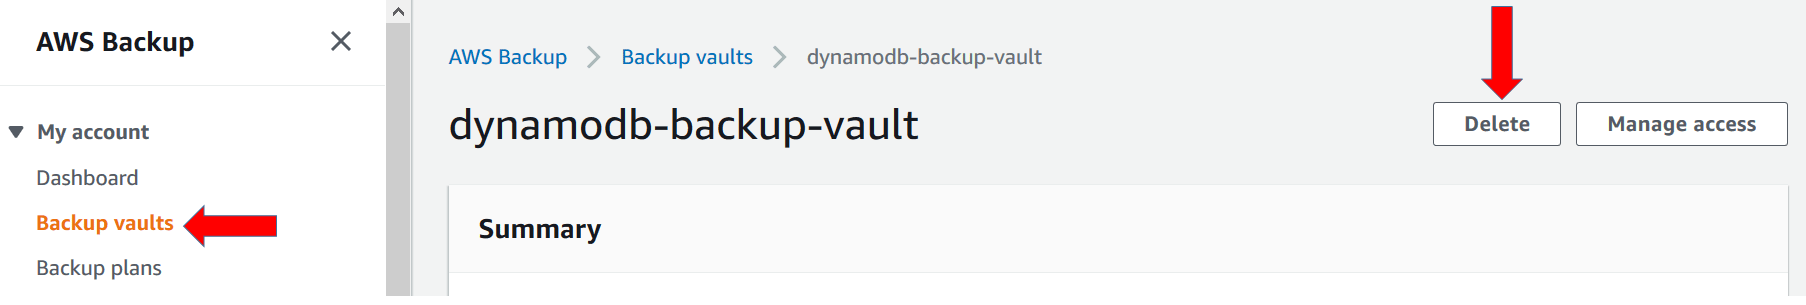 AWS Backup
My account
Dashboard
Backup vaults
Backup plans
AWS Backup Backup vaults dynamodb-backup-vault
dynamodb-backup-vault
Delete Manage access
Summary